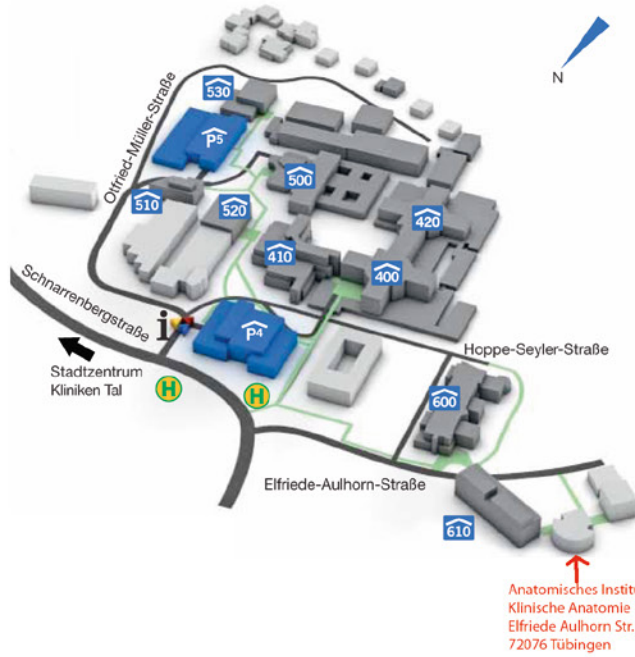 N
530
P5
Otfried-Müller-Straße
500
510
520
420
410
400
Schnarrenbergstraße
i
P4
Stadtzentrum
Kliniken Tal
H
H
Hoppe-Seyler-Straße
600
Elfriede-Aulhorn-Straße
610
Anatomisches Institu
Klinische Anatomie
Elfriede Aulhorn Str.
72076 Tübingen